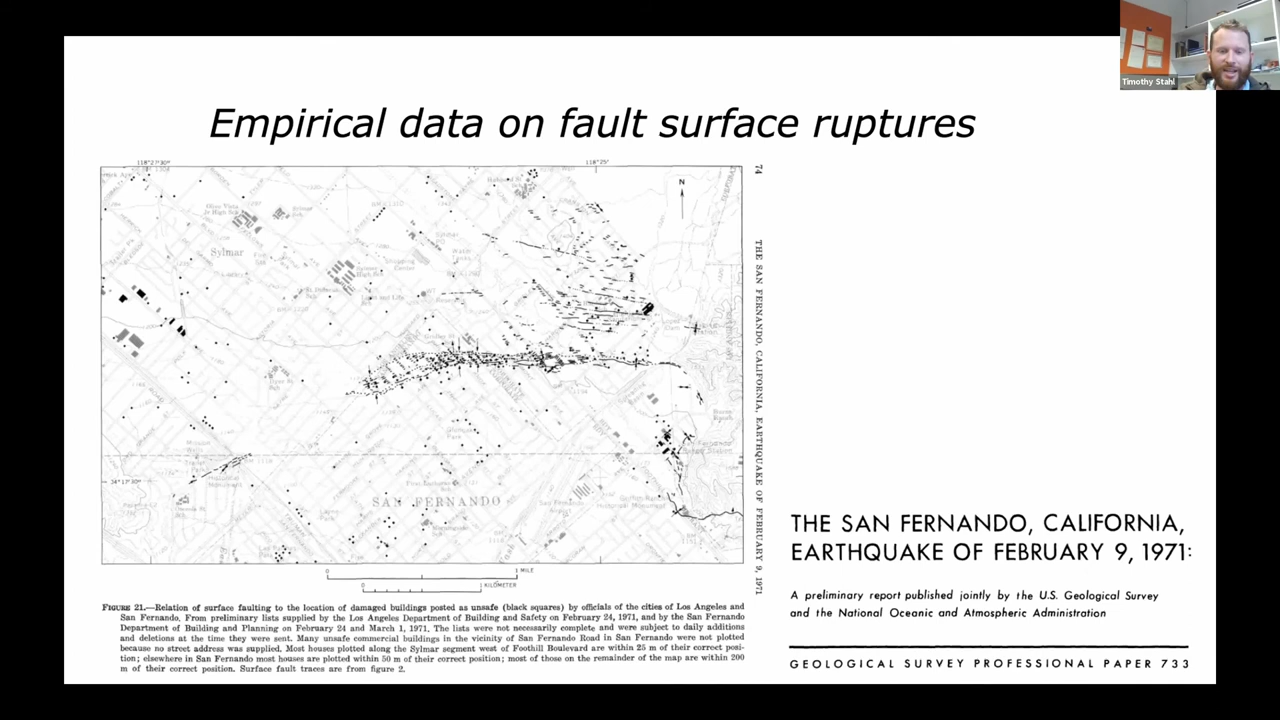 Timothy Stahl
Empirical data on fault surface ruptures
118°27'30"
118°25'
N
Sylmar
SAN FERNANDO
34°17'30"
74
THE SAN FERNANDO, CALIFORNIA, EARTHQUAKE OF FEBRUARY 9, 1971
0
1 MILE
0
1 KILOMETER
FIGURE 21.—Relation of surface faulting to the location of damaged buildings posted as unsafe (black squares) by officials of the cities of Los Angeles and
San Fernando. From preliminary lists supplied by the Los Angeles Department of Building and Safety on February 24, 1971, and by the San Fernando
Department of Building and Planning on February 24 and March 1, 1971. The lists were not necessarily complete and were subject to daily additions
and deletions at the time they were sent. Many unsafe commercial buildings in the vicinity of San Fernando Road in San Fernando were not plotted
because no street address was supplied. Most houses plotted along the Sylmar segment west of Foothill Boulevard are within 25 m of their correct posi-
tion; elsewhere in San Fernando most houses are plotted within 50 m of their correct position; most of those on the remainder of the map are within 200
m of their correct position. Surface fault traces are from figure 2.
THE SAN FERNANDO, CALIFORNIA,
EARTHQUAKE OF FEBRUARY 9, 1971:
A preliminary report published jointly by the U.S. Geological Survey
and the National Oceanic and Atmospheric Administration
GEOLOGICAL SURVEY PROFESSIONAL PAPER 733